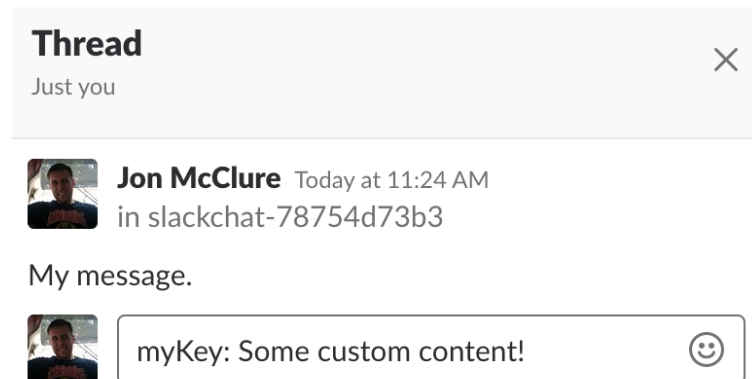 Thread
Just you
Jon McClure Today at 11:24 AM
in slackchat-78754d73b3
My message.
myKey: Some custom content!